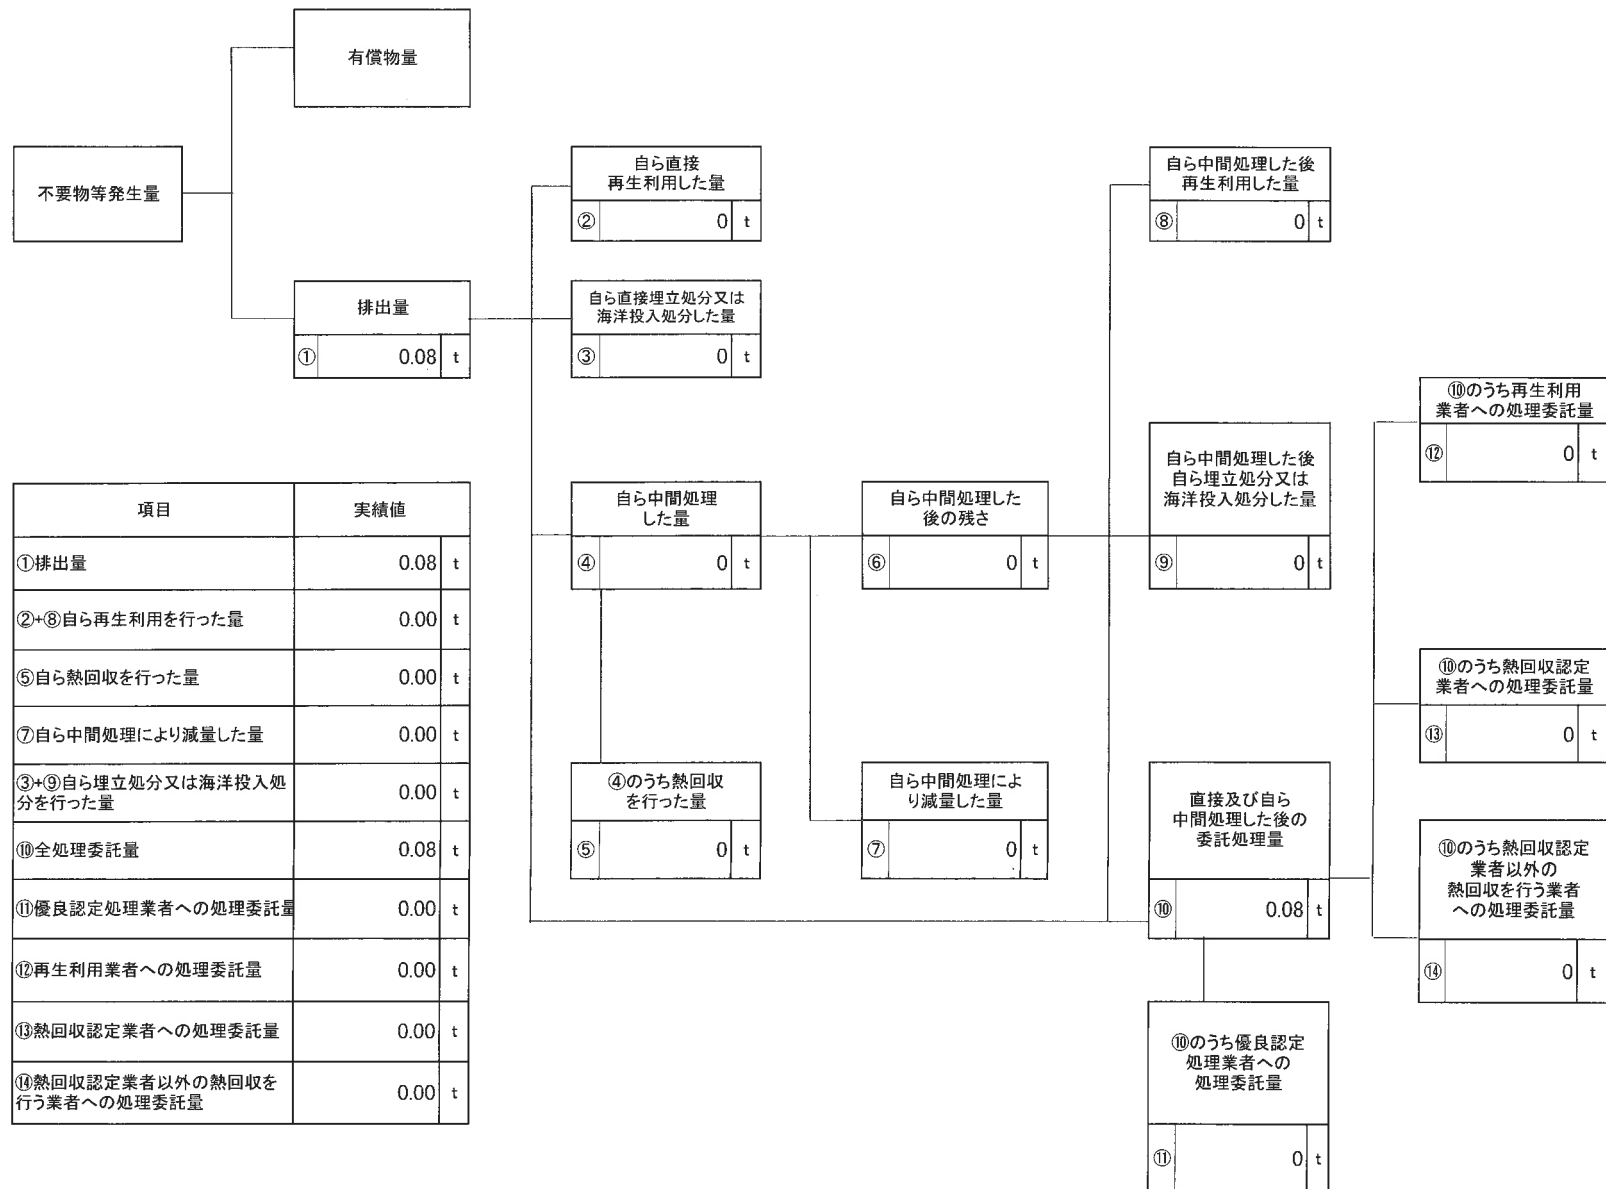 有償物量
不要物等発生量
排出量
① 0.08 t
自ら直接
再生利用した量
② 0 t
自ら直接埋立処分又は
海洋投入処分した量
③ 0 t
自ら中間処理
した量
④ 0 t
④のうち熱回収
を行った量
⑤ 0 t
自ら中間処理した
後の残さ
⑥ 0 t
自ら中間処理によ
り減量した量
⑦ 0 t
自ら中間処理した後
再生利用した量
⑧ 0 t
自ら中間処理した後
自ら埋立処分又は
海洋投入処分した量
⑨ 0 t
直接及び自ら
中間処理した後の
委託処理量
⑩ 0.08 t
⑩のうち優良認定
処理業者への
処理委託量
⑪ 0 t
⑩のうち再生利用
業者への処理委託量
⑫ 0 t
⑩のうち熱回収認定
業者への処理委託量
⑬ 0 t
⑩のうち熱回収認定
業者以外の
熱回収を行う業者
への処理委託量
⑭ 0 t
項目 実績値
①排出量 0.08 t
②+⑧自ら再生利用を行った量 0.00 t
⑤自ら熱回収を行った量 0.00 t
⑦自ら中間処理により減量した量 0.00 t
③+⑨自ら埋立処分又は海洋投入処
分を行った量 0.00 t
⑩全処理委託量 0.08 t
⑪優良認定処理業者への処理委託量 0.00 t
⑫再生利用業者への処理委託量 0.00 t
⑬熱回収認定業者への処理委託量 0.00 t
⑭熱回収認定業者以外の熱回収を
行う業者への処理委託量 0.00 t